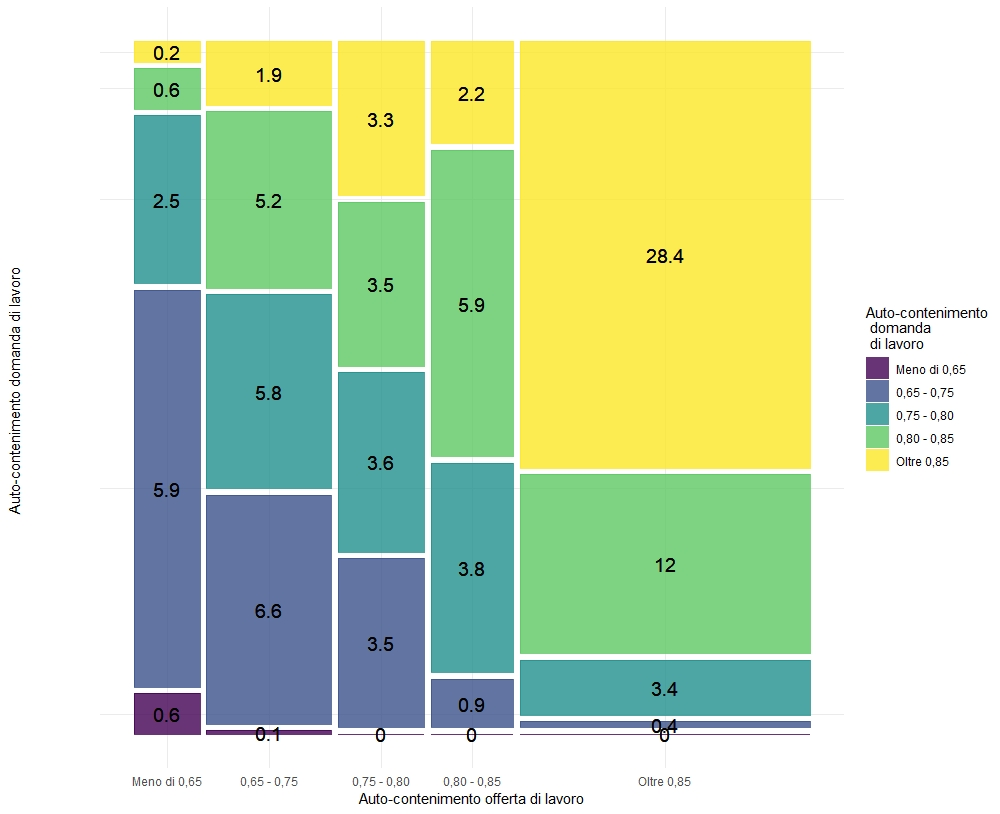 0.2
1.9
3.3
2.2
28.4
0.6
5.2
3.5
5.9
12
2.5
5.8
3.6
3.8
3.4
5.9
6.6
3.5
0.9
0.4
0.6
0.1
0
0
0
Meno di 0,65
0,65 - 0,75
0,75 - 0,80
0,80 - 0,85
Oltre 0,85
Auto-contenimento offerta di lavoro
Auto-contenimento domanda di lavoro
Auto-contenimento
domanda
di lavoro
Meno di 0,65
0,65 - 0,75
0,75 - 0,80
0,80 - 0,85
Oltre 0,85